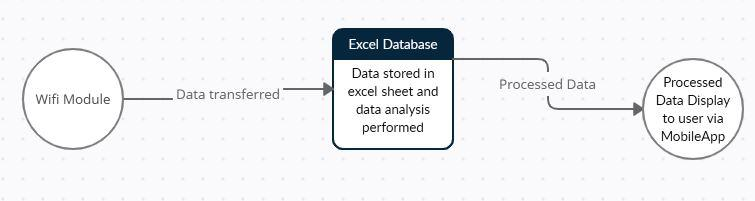 Wifi Module
Data transferred
Excel Database
Data stored in
excel sheet and
data analysis
performed
Processed Data
Processed
Data Display
to user via
MobileApp